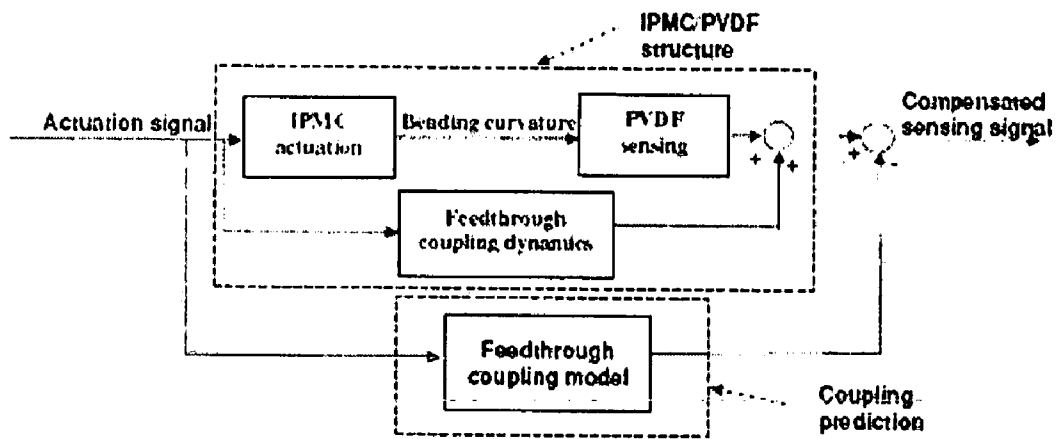 IPMC/PVDF
structure
Actuation signal
IPMC
actuation
Bending curvature
PVDF
sensing
Compensated
sensing signal
+
+
+
-
Feedthrough
coupling dynamics
Feedthrough
coupling model
Coupling
prediction